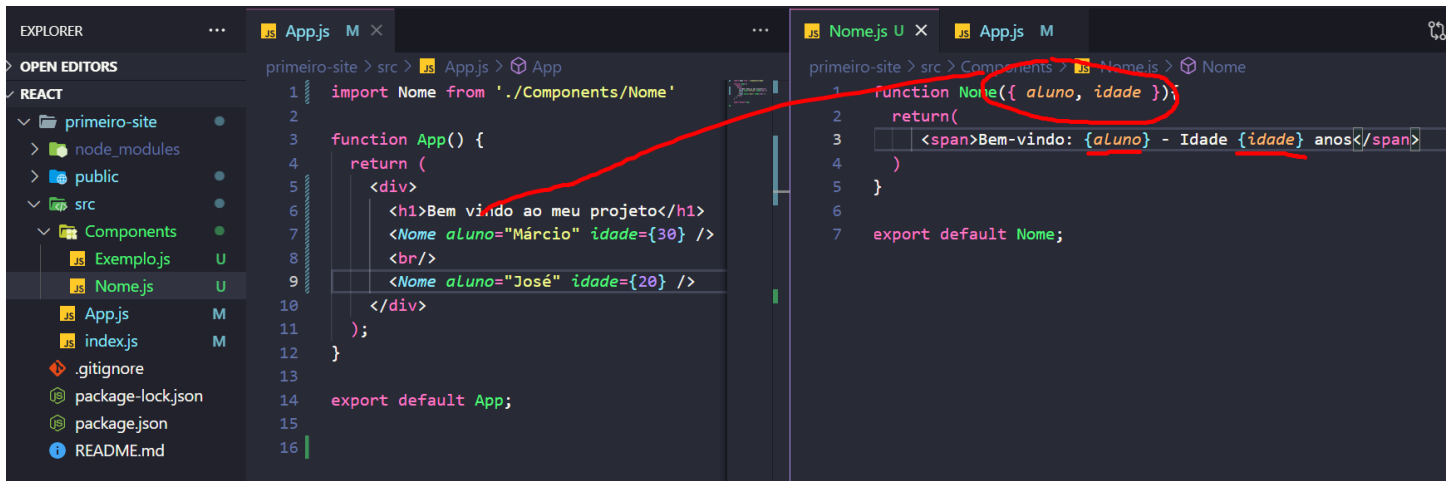 EXPLORER
OPEN EDITORS
REACT
primeiro-site
node_modules
public
src
Components
Exemplo.js U
Nome.js U
App.js M
index.js M
.gitignore
package-lock.json
package.json
README.md
App.js M
primeiro-site > src > App.js > App
1 import Nome from './Components/Nome'
2
3 function App() {
4 return (
5 <div>
6 <h1>Bem vindo ao meu projeto</h1>
7 <Nome aluno="Márcio" idade={30} />
8 <br/>
9 <Nome aluno="José" idade={20} />
10 </div>
11 );
12 }
13
14 export default App;
15
16
Nome.js U App.js M
primeiro-site > src > Components > Nome.js > Nome
1 function Nome({ aluno, idade }){
2 return(
3 <span>Bem-vindo: {aluno} - Idade {idade} anos</span>
4 )
5 }
6
7 export default Nome;